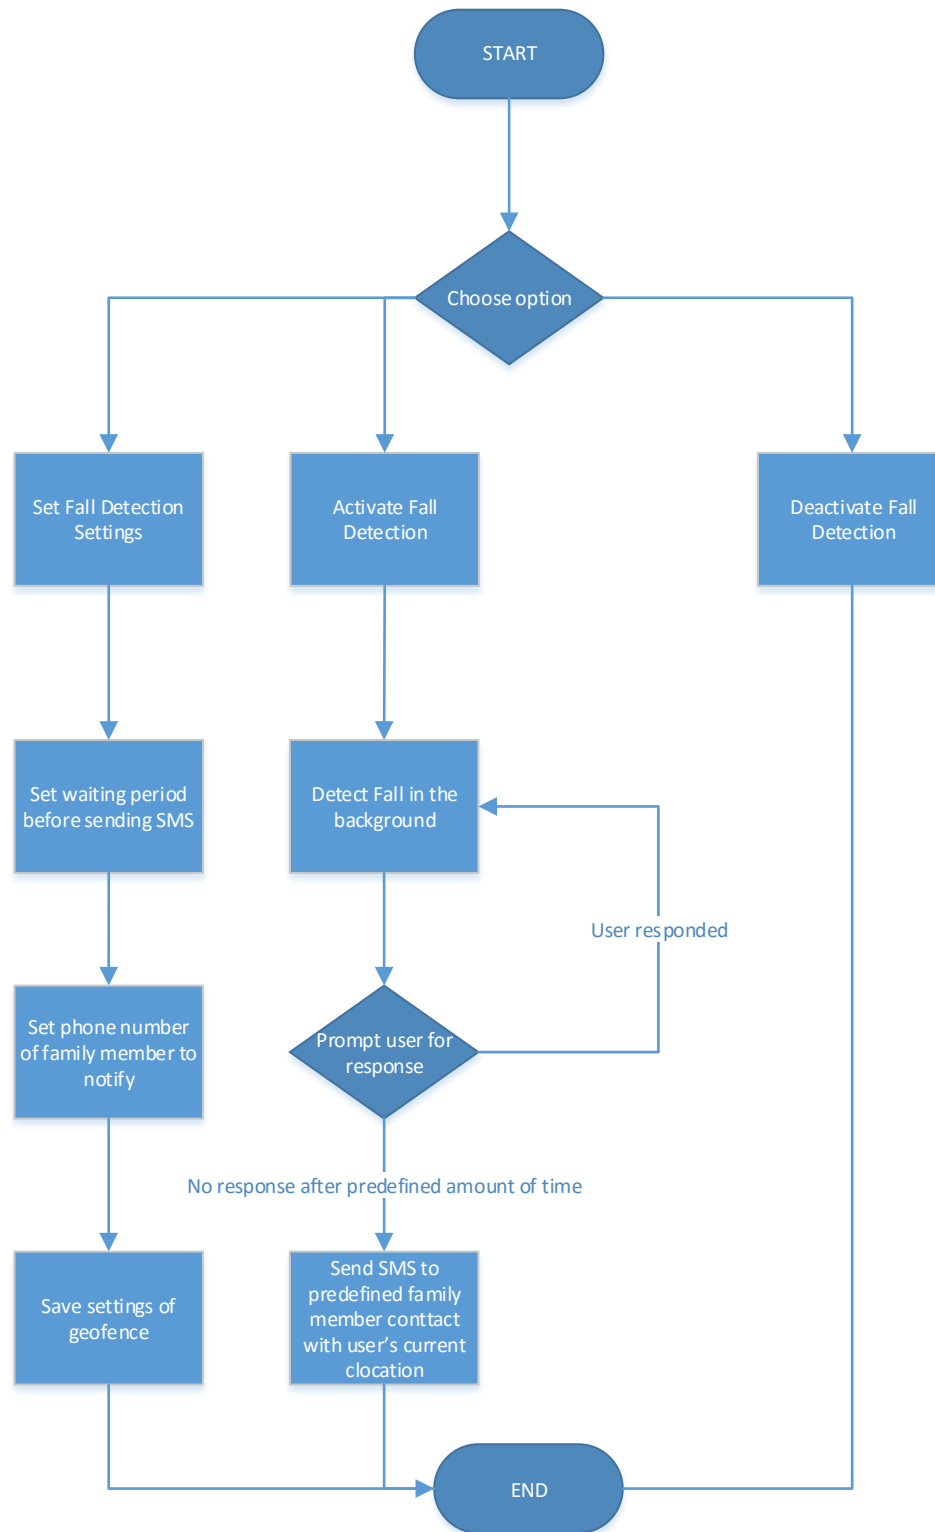 START
Choose option
Set Fall Detection
Settings
Activate Fall
Detection
Deactivate Fall
Detection
Set waiting period
before sending SMS
Detect Fall in the
background
User responded
Set phone number
of family member to
notify
Prompt user for
response
No response after predefined amount of time
Save settings of
geofence
Send SMS to
predefined family
member conttact
with user's current
clocation
END